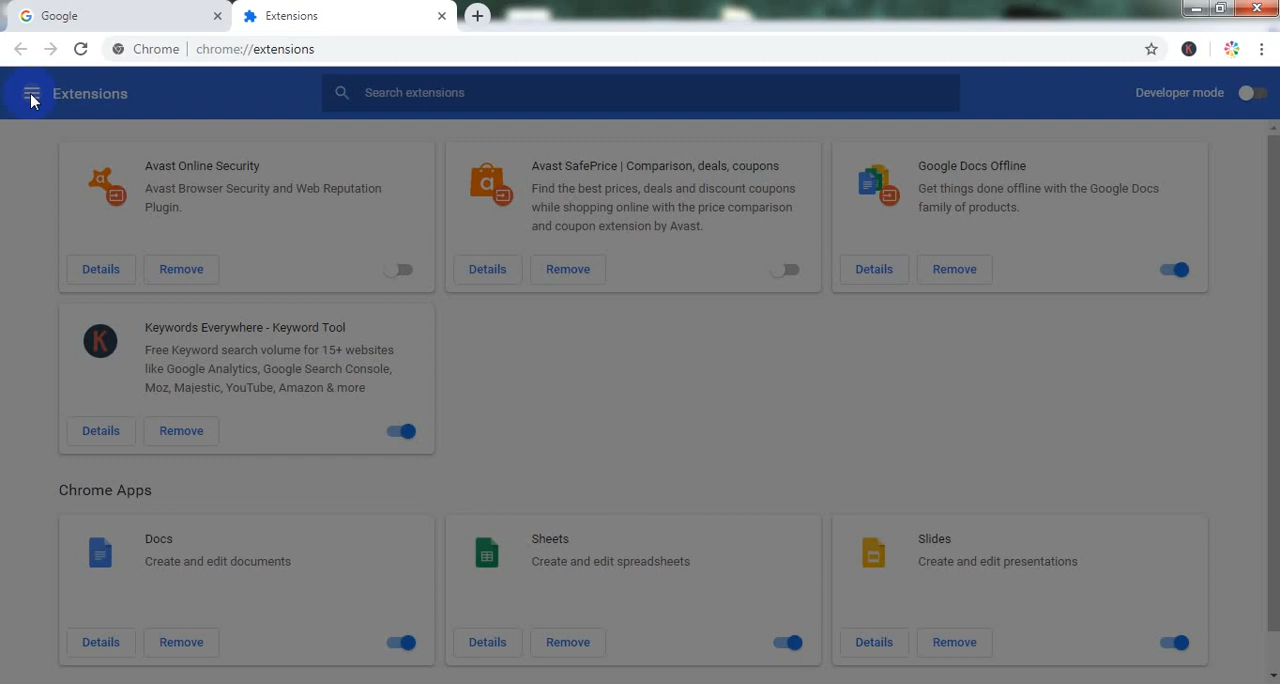 Google
Extensions
Chrome
chrome://extensions
Extensions
Search extensions
Developer mode
Avast Online Security
Avast Browser Security and Web Reputation
Plugin.
Details
Remove
Avast SafePrice | Comparison, deals, coupons
Find the best prices, deals and discount coupons
while shopping online with the price comparison
and coupon extension by Avast.
Details
Remove
Google Docs Offline
Get things done offline with the Google Docs
family of products.
Details
Remove
K
Keywords Everywhere - Keyword Tool
Free Keyword search volume for 15+ websites
like Google Analytics, Google Search Console,
Moz, Majestic, YouTube, Amazon & more
Details
Remove
Chrome Apps
Docs
Create and edit documents
Details
Remove
Sheets
Create and edit spreadsheets
Details
Remove
Slides
Create and edit presentations
Details
Remove